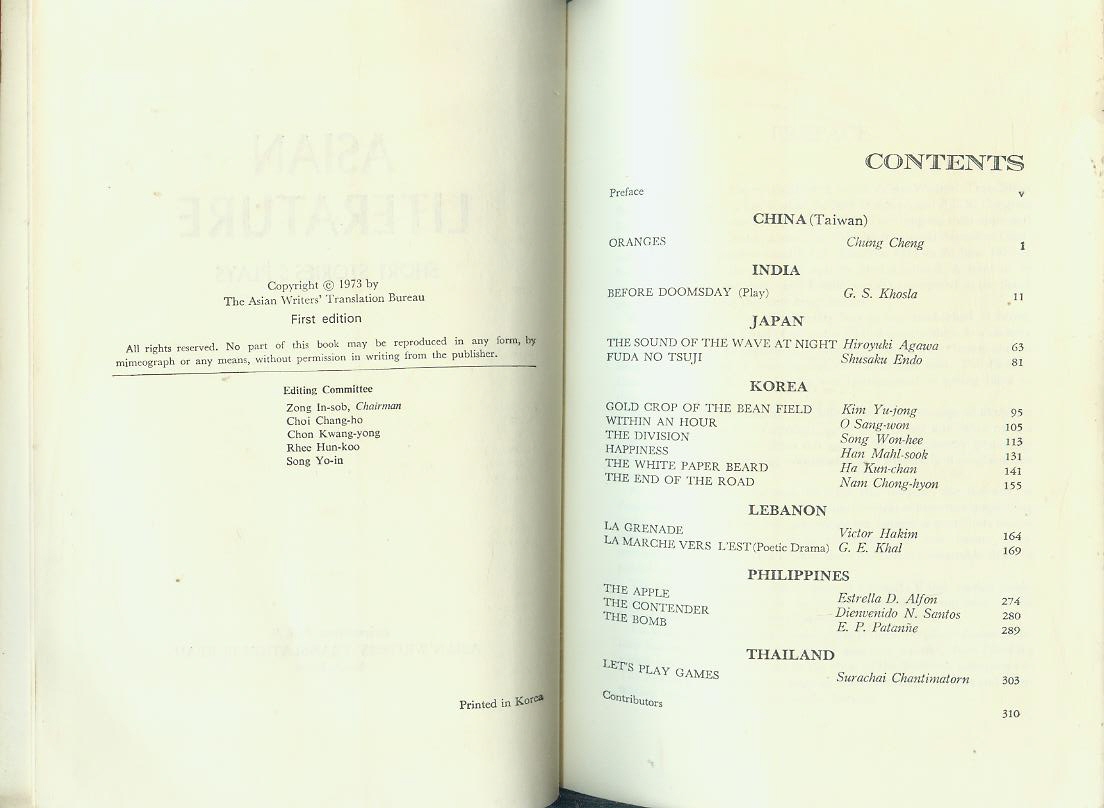 Copyright © 1973 by
The Asian Writers' Translation Bureau
First edition
All rights reserved. No part of this book may be reproduced in any form, by
mimeograph or any means, without permission in writing from the publisher.
Editing Committee
Zong In-sob, Chairman
Choi Chang-ho
Chon Kwang-yong
Rhee Hun-koo
Song Yo-in
Printed in Korea
CONTENTS
Preface v
CHINA (Taiwan)
ORANGES Chung Cheng 1
INDIA
BEFORE DOOMSDAY (Play) G. S. Khosla 11
JAPAN
THE SOUND OF THE WAVE AT NIGHT Hiroyuki Agawa 63
FUDA NO TSUJI Shusaku Endo 81
KOREA
GOLD CROP OF THE BEAN FIELD Kim Yu-jong 95
WITHIN AN HOUR O Sang-won 105
THE DIVISION Song Won-hee 113
HAPPINESS Han Mahl-sook 131
THE WHITE PAPER BEARD Ha Kun-chan 141
THE END OF THE ROAD Nam Chong-hyon 155
LEBANON
LA GRENADE Victor Hakim 164
LA MARCHE VERS L'EST (Poetic Drama) G. E. Khal 169
PHILIPPINES
THE APPLE Estrella D. Alfon 274
THE CONTENDER Dienvenido N. Santos 280
THE BOMB E. P. Patanñe 289
THAILAND
LET'S PLAY GAMES Surachai Chantimatorn 303
Contributors 310